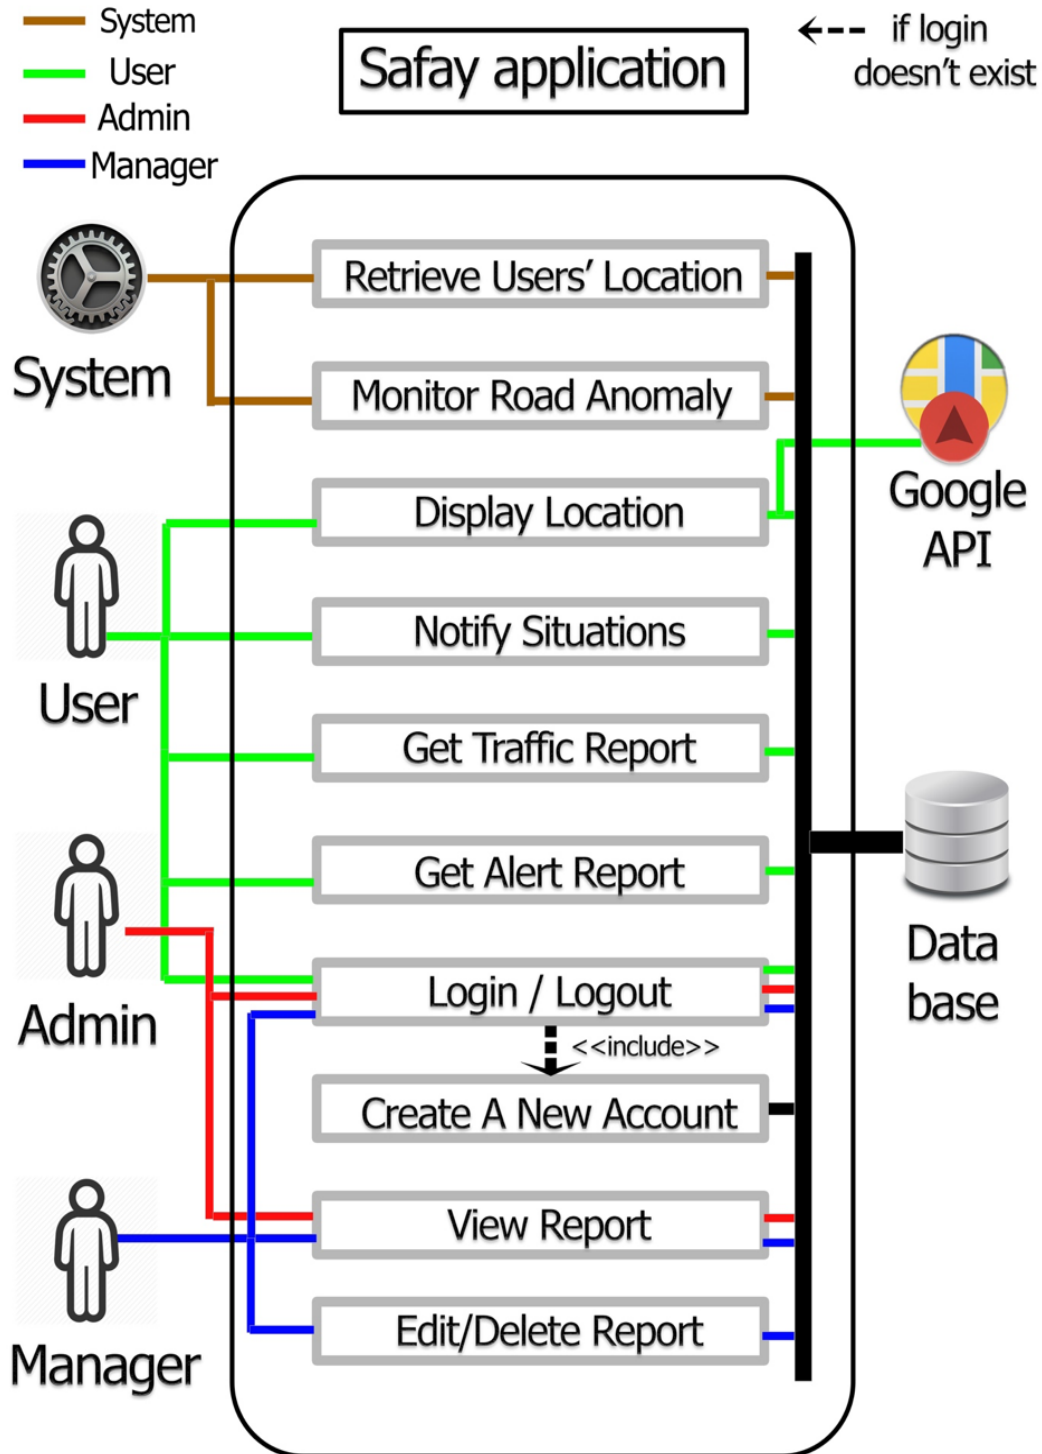 System
User
Admin
Manager
Safay application
if login
doesn't exist
System
User
Admin
Manager
Retrieve Users' Location
Monitor Road Anomaly
Display Location
Notify Situations
Get Traffic Report
Get Alert Report
Login / Logout
<<include>>
Create A New Account
View Report
Edit/Delete Report
Google
API
Data
base